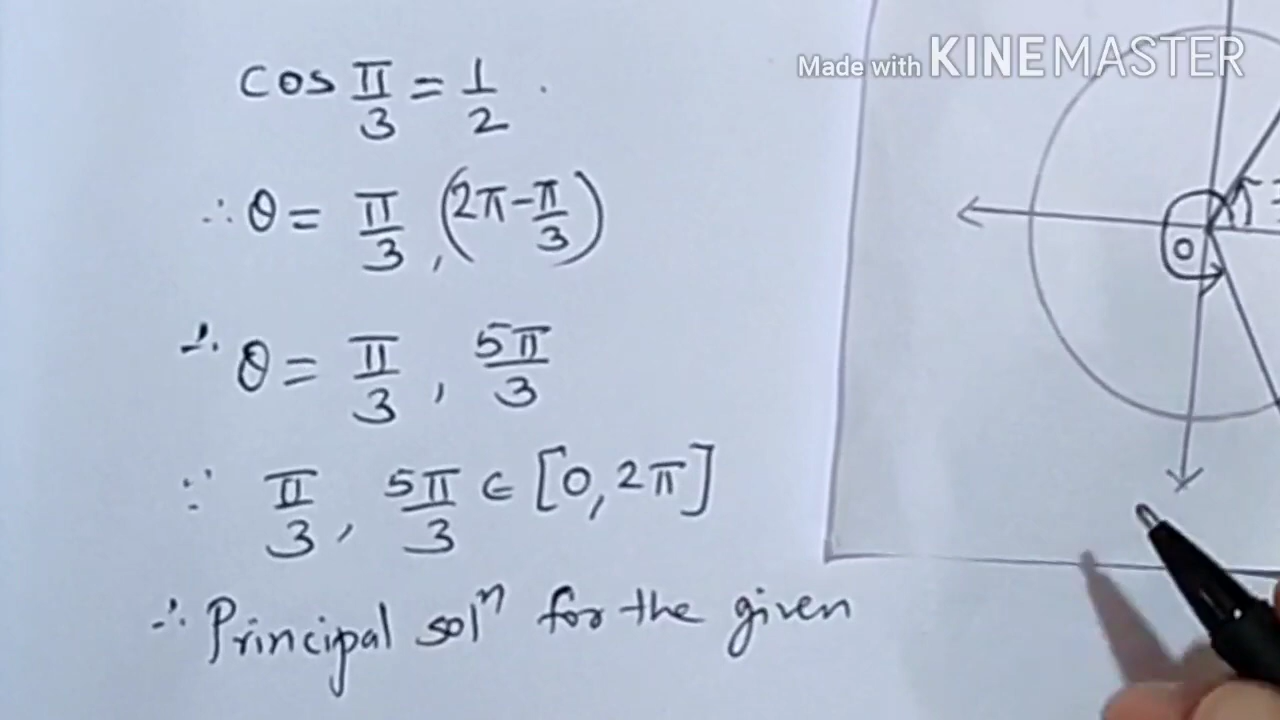 Made with KINEMASTER
cos π/3 = 1/2 .
∴ θ = π/3 , (2π - π/3)
∴ θ = π/3 , 5π/3
∵ π/3 , 5π/3 ∈ [0, 2π]
∴ Principal solⁿ for the given
0